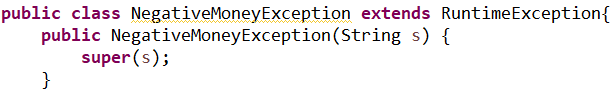 public class NegativeMoneyException extends RuntimeException{
    public NegativeMoneyException(String s) {
        super(s);
    }